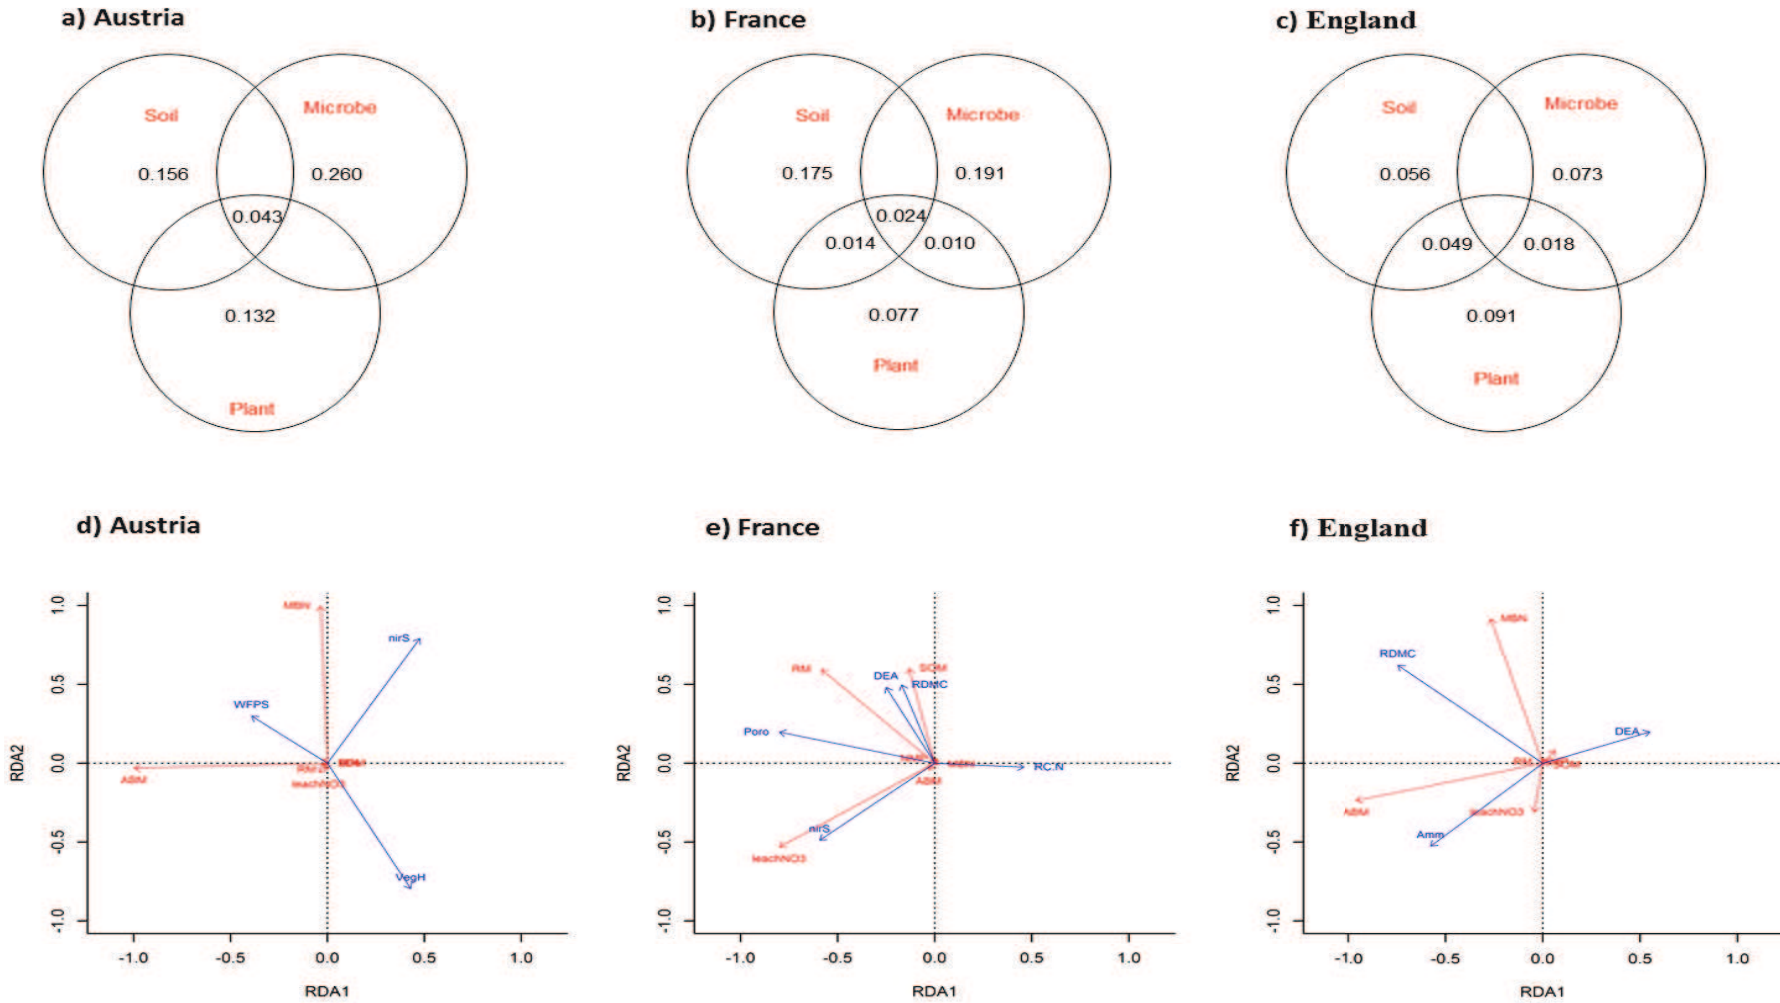 a) Austria
b) France
c) England
Soil
Microbe
0.156
0.260
0.043
0.132
Plant
Soil
Microbe
0.175
0.191
0.024
0.014
0.010
0.077
Plant
Soil
Microbe
0.056
0.073
0.049
0.018
0.091
Plant
d) Austria
e) France
f) England
RDA2
1.0
0.5
0.0
-0.5
-1.0
MBN
nirS
WFPS
ABM
leachNO3
VegH
-1.0 -0.5 0.0 0.5 1.0
RDA1
RDA2
1.0
0.5
0.0
-0.5
-1.0
RM
SOM
DEA
RDMC
Poro
MBN
RC.N
ABM
nirS
leachNO3
-1.0 -0.5 0.0 0.5 1.0
RDA1
RDA2
1.0
0.5
0.0
-0.5
-1.0
MBN
RDMC
DEA
RM
SOM
ABM
leachNO3
Amm
-1.0 -0.5 0.0 0.5 1.0
RDA1